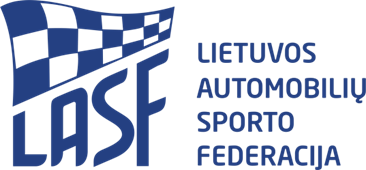 LASF
LIETUVOS
AUTOMOBILIŲ
SPORTO
FEDERACIJA